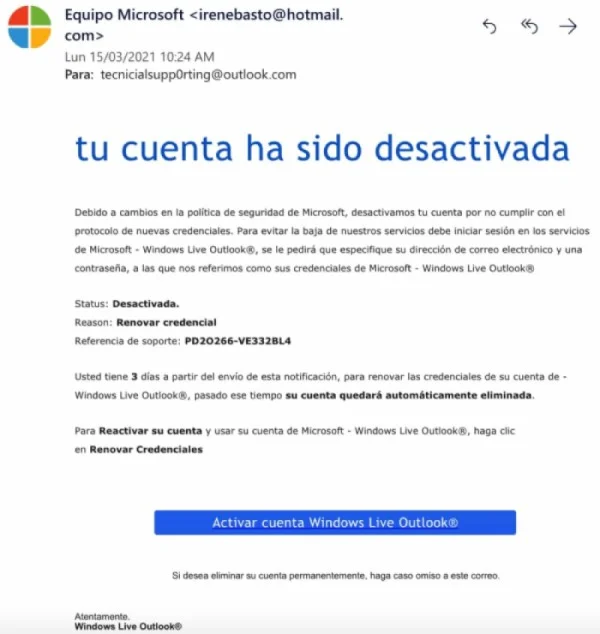 Equipo Microsoft <irenebasto@hotmail.
com>
Lun 15/03/2021 10:24 AM
Para: tecnicialsupp0rting@outlook.com
tu cuenta ha sido desactivada
Debido a cambios en la política de seguridad de Microsoft, desactivamos tu cuenta por no cumplir con el
protocolo de nuevas credenciales. Para evitar la baja de nuestros servicios debe iniciar sesión en los servicios
de Microsoft - Windows Live Outlook®, se le pedirá que especifique su dirección de correo electrónico y una
contraseña, a las que nos referimos como sus credenciales de Microsoft - Windows Live Outlook®
Status: Desactivada.
Reason: Renovar credencial
Referencia de soporte: PD2O266-VE332BL4
Usted tiene 3 días a partir del envío de esta notificación, para renovar las credenciales de su cuenta de -
Windows Live Outlook®, pasado ese tiempo su cuenta quedará automáticamente eliminada.
Para Reactivar su cuenta y usar su cuenta de Microsoft - Windows Live Outlook®, haga clic
en Renovar Credenciales
Activar cuenta Windows Live Outlook®
Si desea eliminar su cuenta permanentemente, haga caso omiso a este correo.
Atentamente.
Windows Live Outlook®